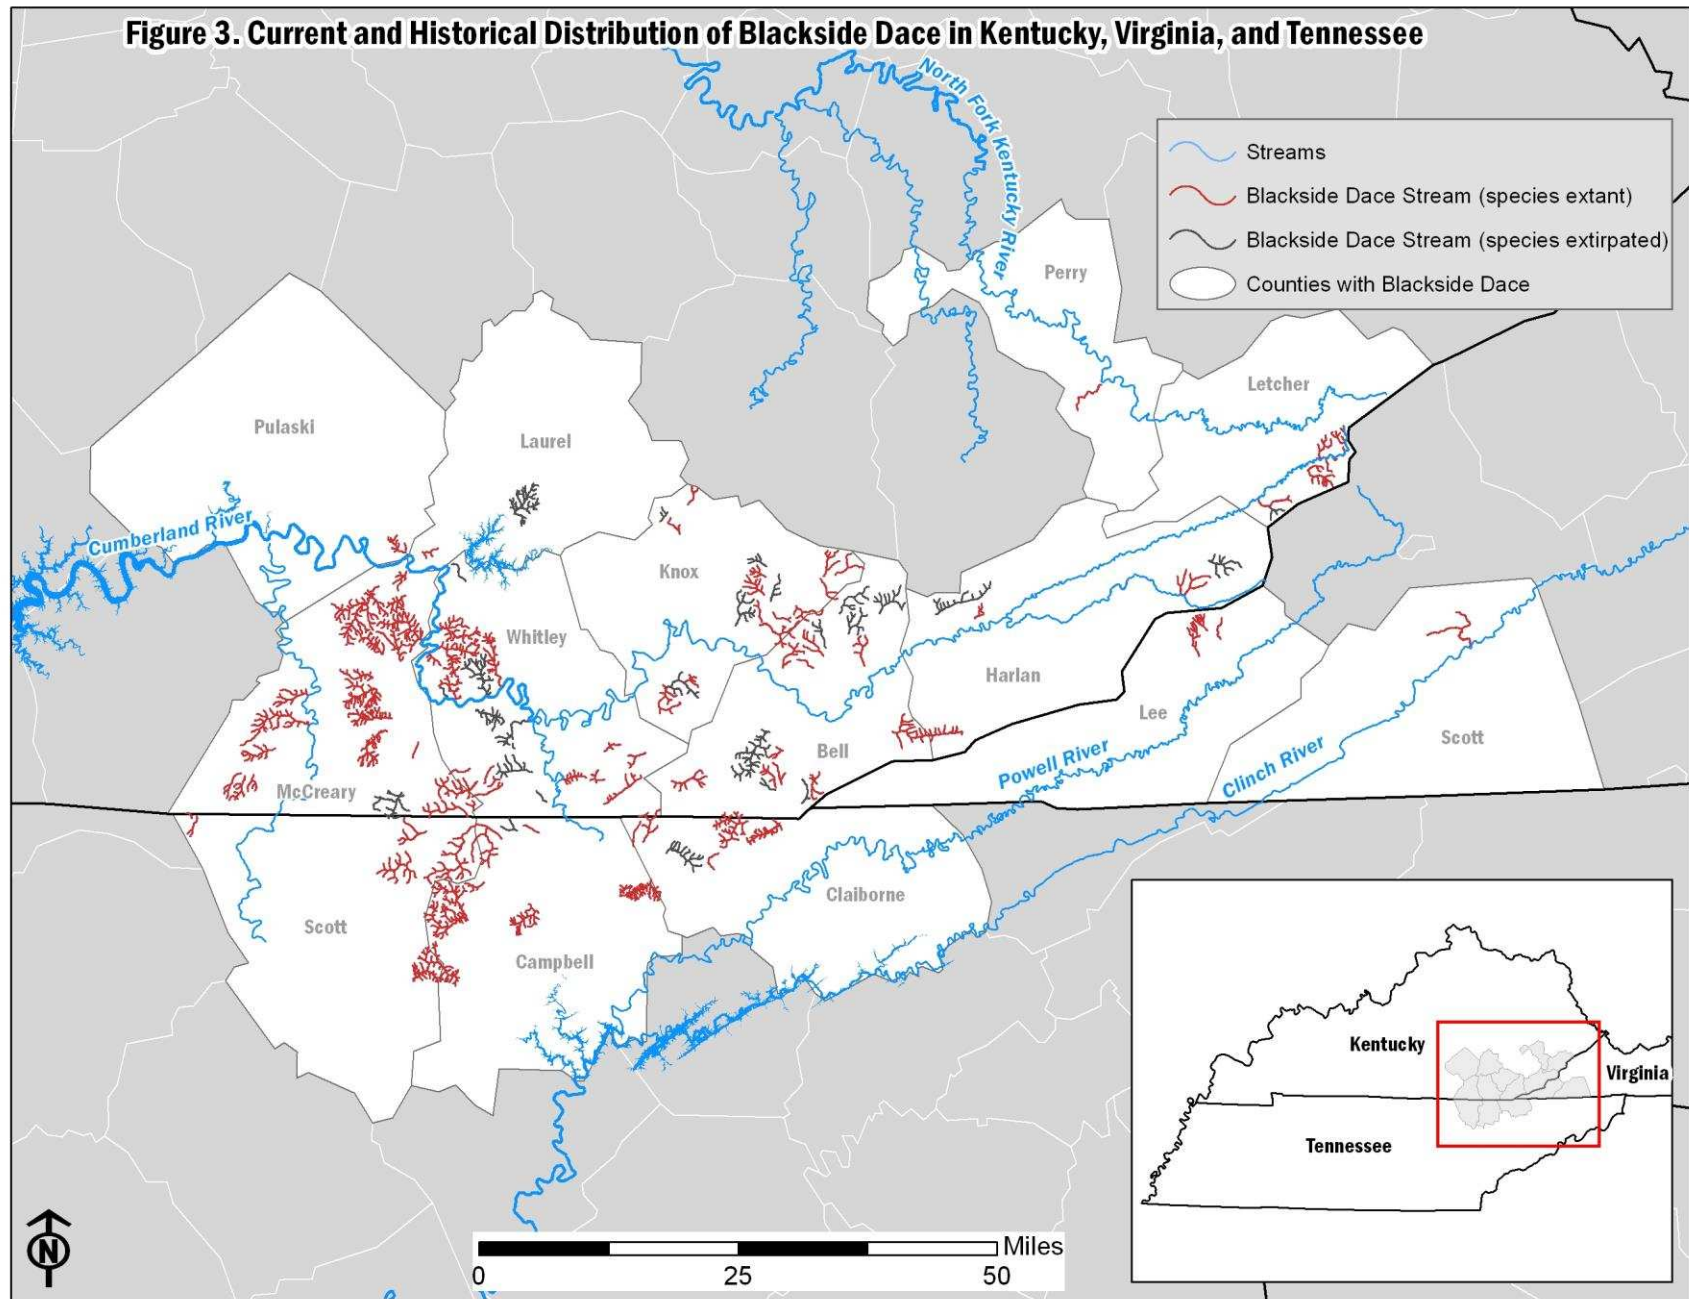 Figure 3. Current and Historical Distribution of Blackside Dace in Kentucky, Virginia, and Tennessee
North Fork Kentucky River
Streams
Blackside Dace Stream (species extant)
Blackside Dace Stream (species extirpated)
Counties with Blackside Dace
Perry
Letcher
Pulaski
Laurel
Cumberland River
Knox
Whitley
Harlan
Lee
Scott
Bell
Powell River
Clinch River
McCreary
Claiborne
Scott
Campbell
Kentucky
Virginia
Tennessee
N
Miles
0 25 50